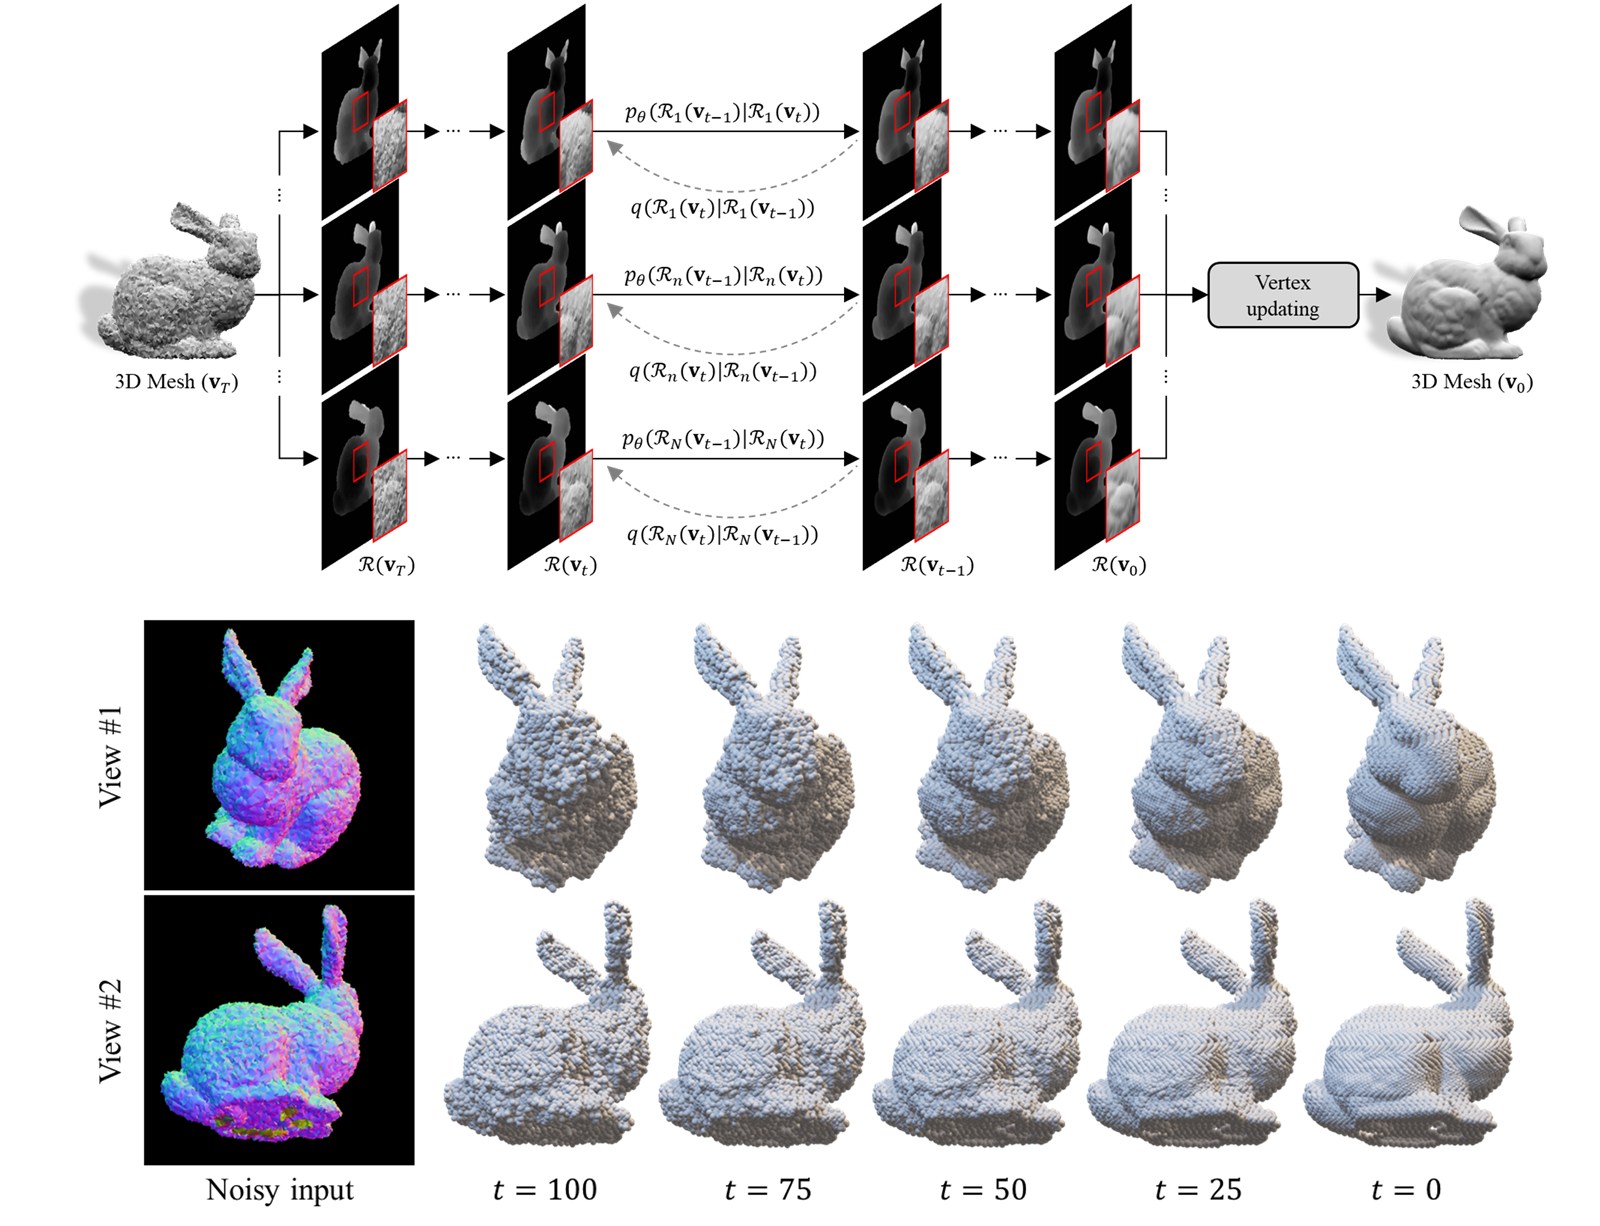 p_θ(ℛ_1(𝐯_{t−1})|ℛ_1(𝐯_t))
q(ℛ_1(𝐯_t)|ℛ_1(𝐯_{t−1}))
p_θ(ℛ_n(𝐯_{t−1})|ℛ_n(𝐯_t))
q(ℛ_n(𝐯_t)|ℛ_n(𝐯_{t−1}))
p_θ(ℛ_N(𝐯_{t−1})|ℛ_N(𝐯_t))
q(ℛ_N(𝐯_t)|ℛ_N(𝐯_{t−1}))
3D Mesh (𝐯_T)
Vertex
updating
3D Mesh (𝐯_0)
ℛ(𝐯_T)
ℛ(𝐯_t)
ℛ(𝐯_{t−1})
ℛ(𝐯_0)
View #1
View #2
Noisy input
t = 100
t = 75
t = 50
t = 25
t = 0